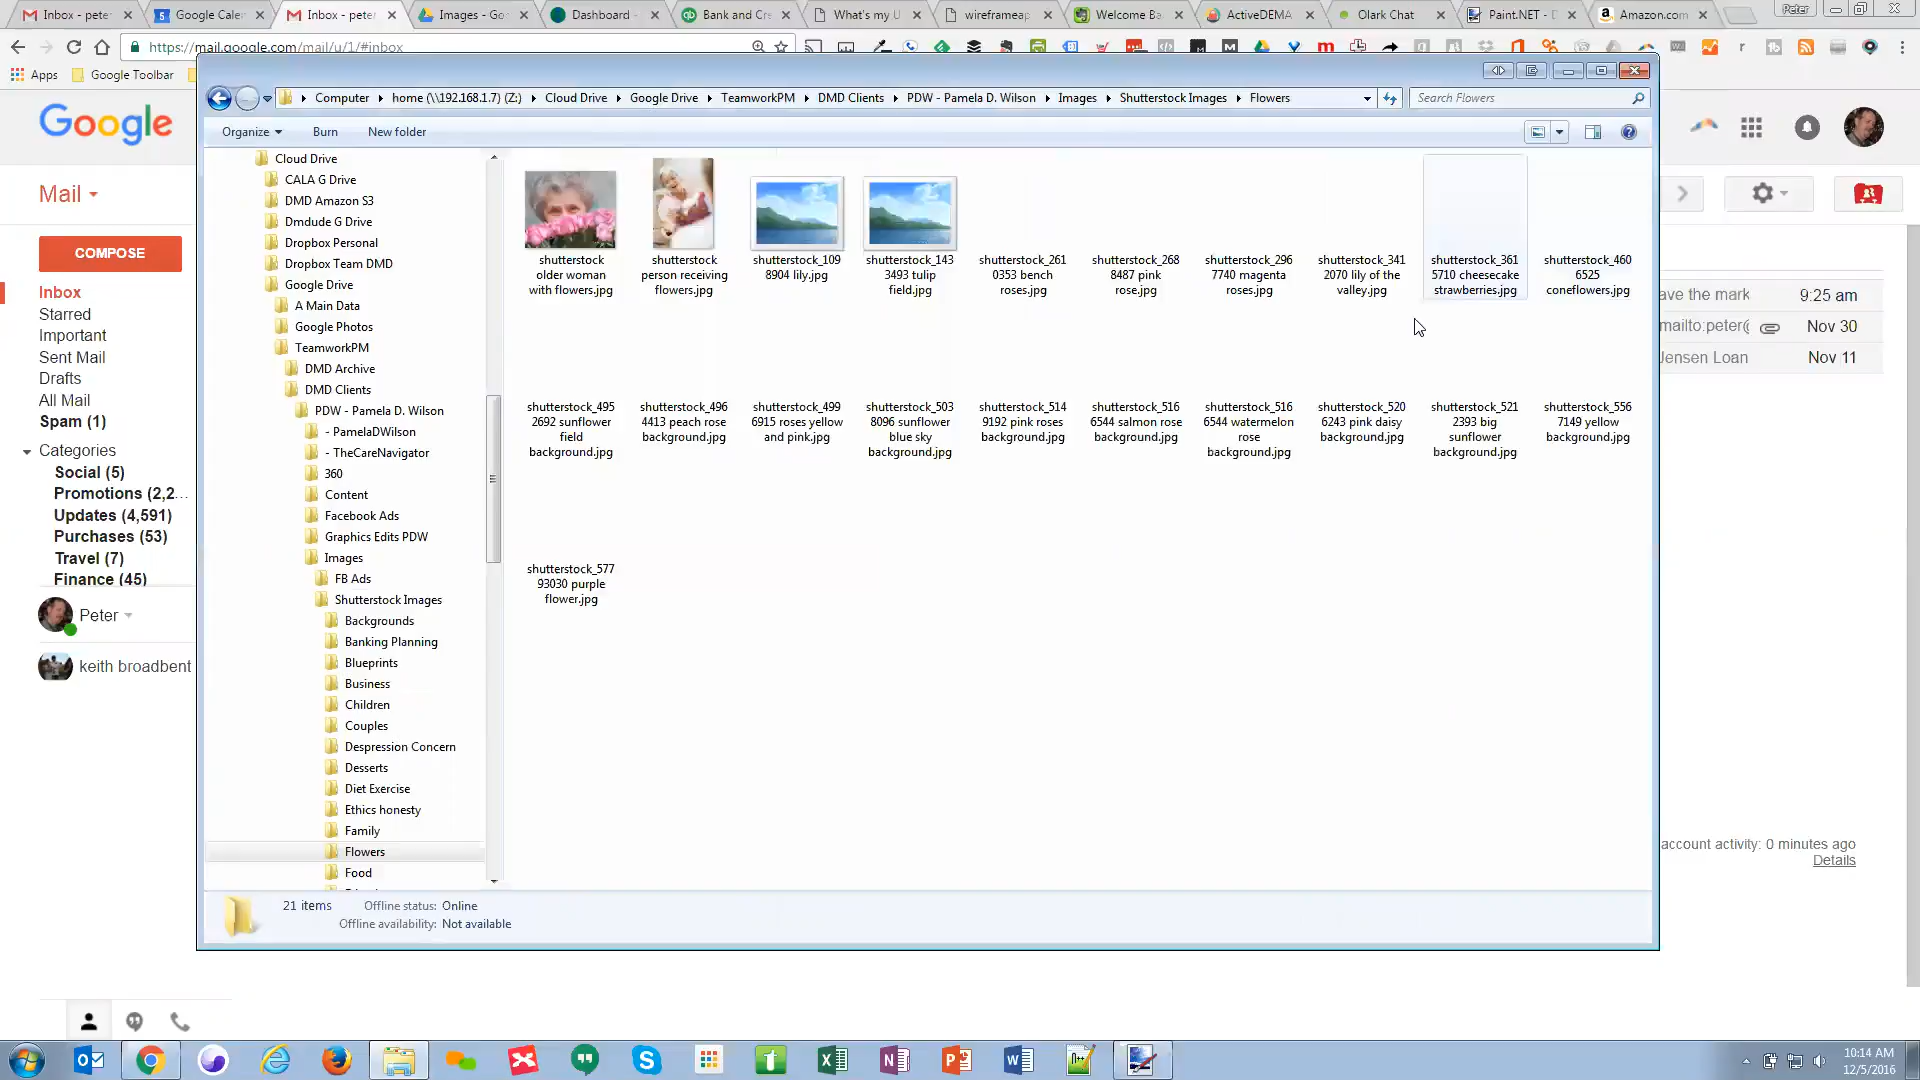 Inbox - peter
Google Caler
Inbox - peter
Images - Go
Dashboard -
Bank and Cre
What's my U
wireframeap
Welcome Ba
ActiveDEMA
Olark Chat
Paint.NET - D
Amazon.com
Peter
https://mail.google.com/mail/u/1/#inbox
Apps
Google Toolbar
Google
Mail
COMPOSE
Inbox
Starred
Important
Sent Mail
Drafts
All Mail
Spam (1)
Categories
Social (5)
Promotions (2,2...
Updates (4,591)
Purchases (53)
Travel (7)
Finance (45)
Peter
keith broadbent
Computer
home (\\192.168.1.7) (Z:)
Cloud Drive
Google Drive
TeamworkPM
DMD Clients
PDW - Pamela D. Wilson
Images
Shutterstock Images
Flowers
Search Flowers
Organize
Burn
New folder
Cloud Drive
CALA G Drive
DMD Amazon S3
Dmdude G Drive
Dropbox Personal
Dropbox Team DMD
Google Drive
A Main Data
Google Photos
TeamworkPM
DMD Archive
DMD Clients
PDW - Pamela D. Wilson
- PamelaDWilson
- TheCareNavigator
360
Content
Facebook Ads
Graphics Edits PDW
Images
FB Ads
Shutterstock Images
Backgrounds
Banking Planning
Blueprints
Business
Children
Couples
Despression Concern
Desserts
Diet Exercise
Ethics honesty
Family
Flowers
Food
shutterstock
older woman
with flowers.jpg
shutterstock
person receiving
flowers.jpg
shutterstock_109
8904 lily.jpg
shutterstock_143
3493 tulip
field.jpg
shutterstock_261
0353 bench
roses.jpg
shutterstock_268
8487 pink
rose.jpg
shutterstock_296
7740 magenta
roses.jpg
shutterstock_341
2070 lily of the
valley.jpg
shutterstock_361
5710 cheesecake
strawberries.jpg
shutterstock_460
6525
coneflowers.jpg
shutterstock_495
2692 sunflower
field
background.jpg
shutterstock_496
4413 peach rose
background.jpg
shutterstock_499
6915 roses yellow
and pink.jpg
shutterstock_503
8096 sunflower
blue sky
background.jpg
shutterstock_514
9192 pink roses
background.jpg
shutterstock_516
6544 salmon rose
background.jpg
shutterstock_516
6544 watermelon
rose
background.jpg
shutterstock_520
6243 pink daisy
background.jpg
shutterstock_521
2393 big
sunflower
background.jpg
shutterstock_556
7149 yellow
background.jpg
shutterstock_577
93030 purple
flower.jpg
21 items
Offline status: Online
Offline availability: Not available
ave the mark
9:25 am
mailto:peter@
Nov 30
Jensen Loan
Nov 11
account activity: 0 minutes ago
Details
10:14 AM
12/5/2016